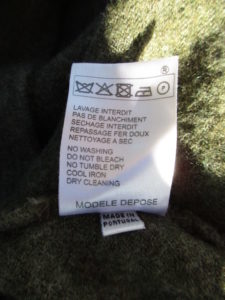 LAVAGE INTERDIT
PAS DE BLANCHIMENT
SECHAGE INTERDIT
REPASSAGE FER DOUX
NETTOYAGE A SEC
NO WASHING
DO NOT BLEACH
NO TUMBLE DRY
COOL IRON
DRY CLEANING
MODELE DEPOSE
MADE IN
PORTUGAL